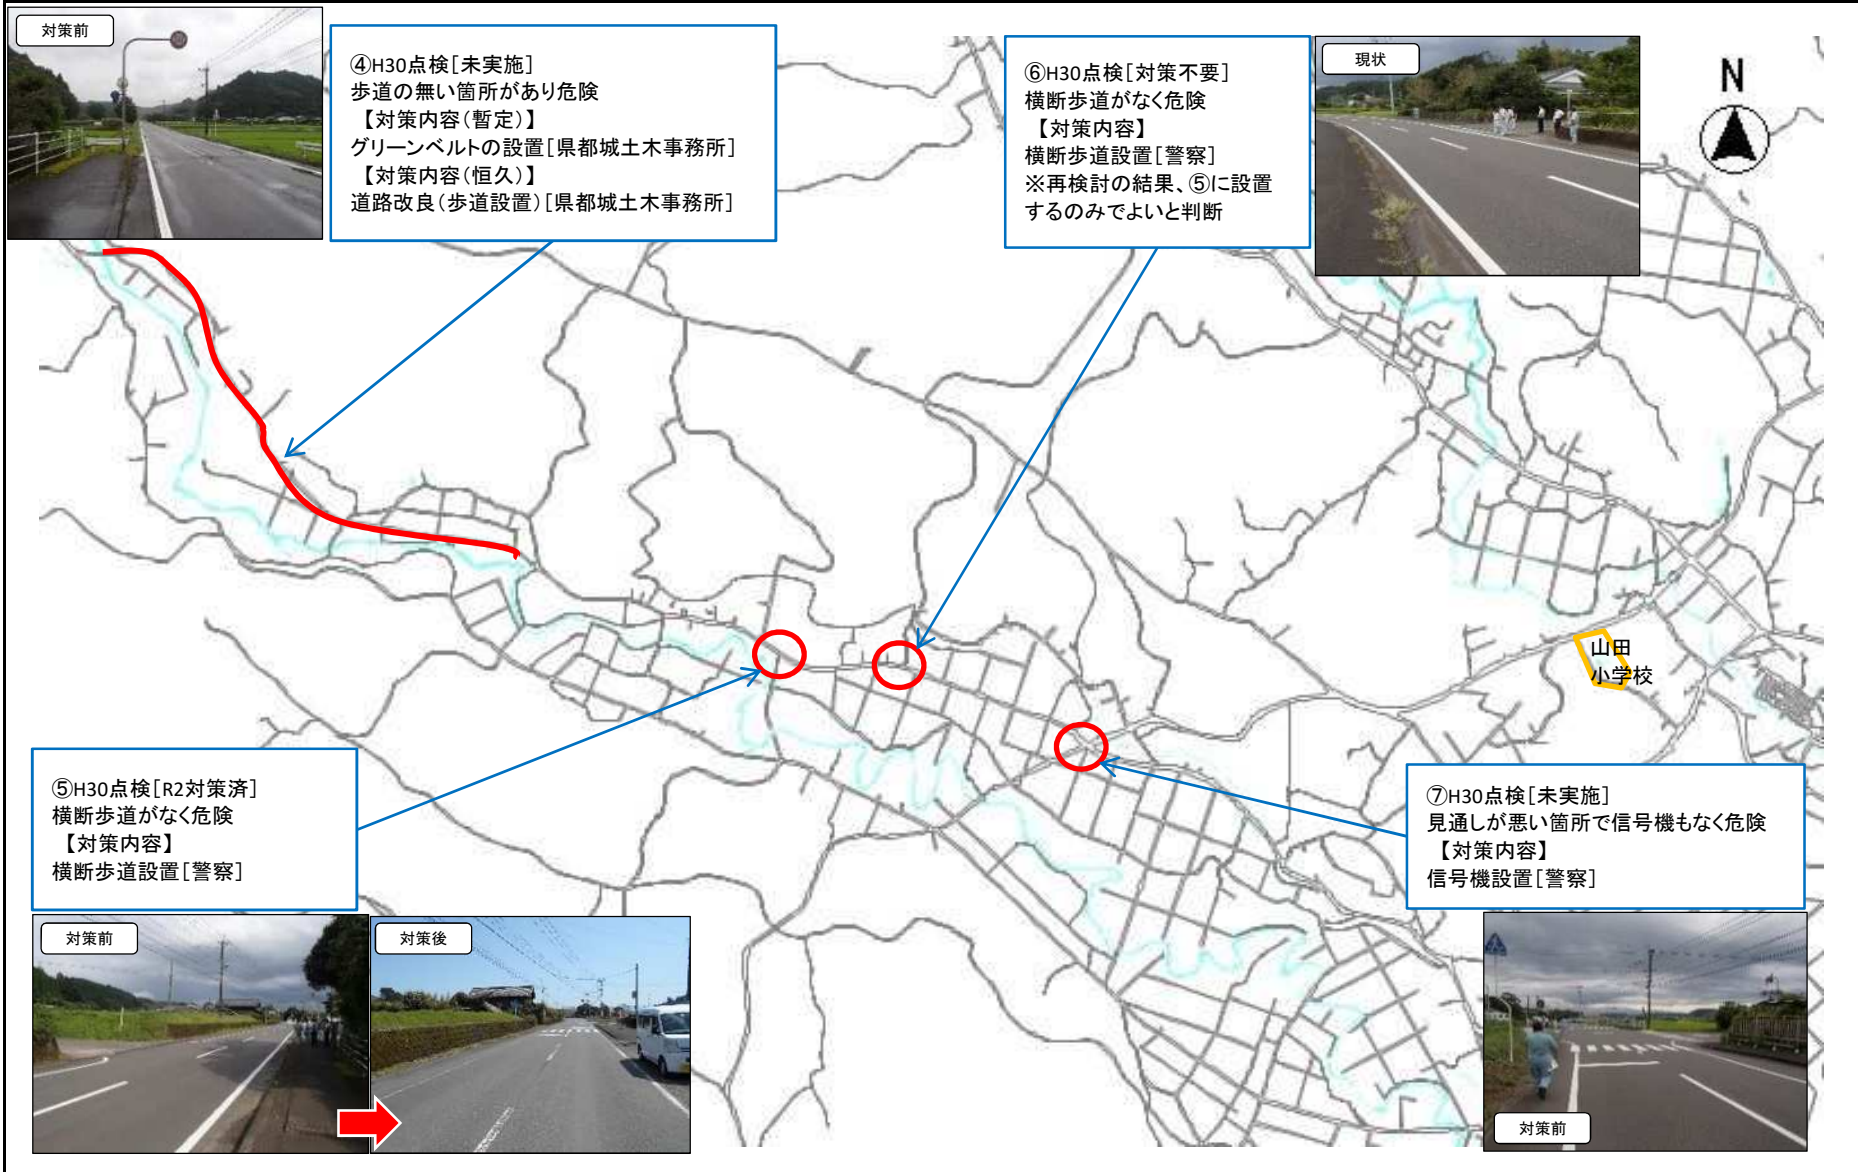 対策前
④H30点検[未実施]
歩道の無い箇所があり危険
【対策内容(暫定)】
グリーンベルトの設置[県都城土木事務所]
【対策内容(恒久)】
道路改良(歩道設置)[県都城土木事務所]
⑥H30点検[対策不要]
横断歩道がなく危険
【対策内容】
横断歩道設置[警察]
※再検討の結果、⑤に設置
するのみでよいと判断
現状
N
山田
小学校
⑤H30点検[R2対策済]
横断歩道がなく危険
【対策内容】
横断歩道設置[警察]
対策前
対策後
⑦H30点検[未実施]
見通しが悪い箇所で信号機もなく危険
【対策内容】
信号機設置[警察]
対策前